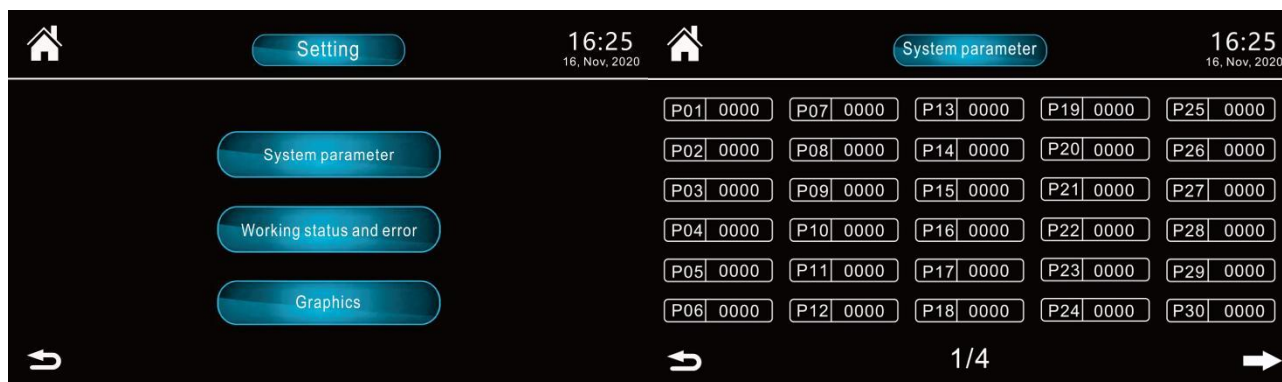 Setting
16:25
16, Nov, 2020
System parameter
Working status and error
Graphics
System parameter
16:25
16, Nov, 2020
P01 0000 P07 0000 P13 0000 P19 0000 P25 0000
P02 0000 P08 0000 P14 0000 P20 0000 P26 0000
P03 0000 P09 0000 P15 0000 P21 0000 P27 0000
P04 0000 P10 0000 P16 0000 P22 0000 P28 0000
P05 0000 P11 0000 P17 0000 P23 0000 P29 0000
P06 0000 P12 0000 P18 0000 P24 0000 P30 0000
1/4